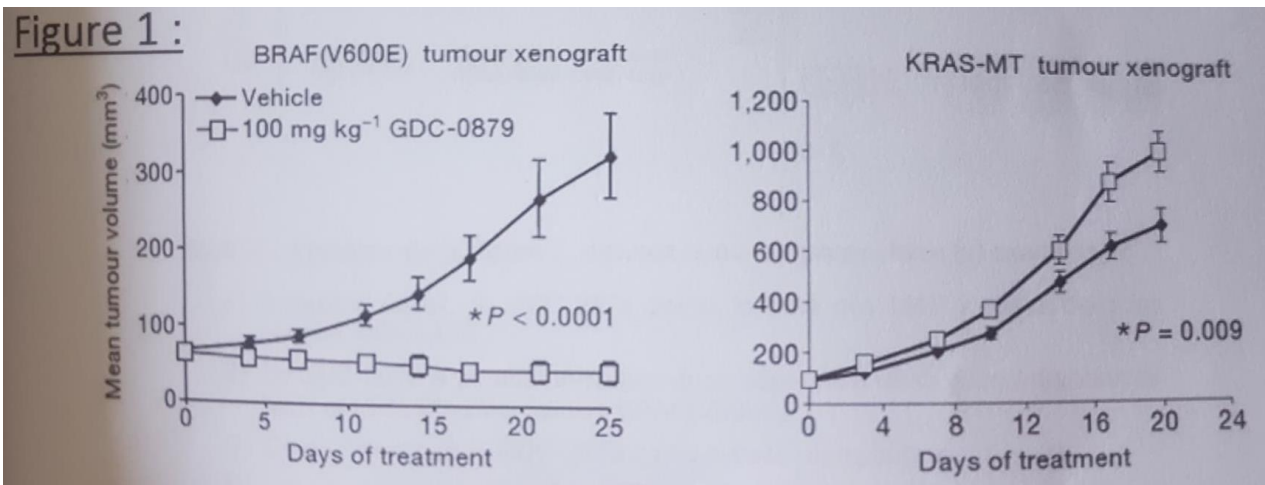 Figure 1 :
BRAF(V600E) tumour xenograft
Vehicle
100 mg kg⁻¹ GDC-0879
Mean tumour volume (mm³)
400
300
200
100
0
*P < 0.0001
0 5 10 15 20 25
Days of treatment
KRAS-MT tumour xenograft
1,200
1,000
800
600
400
200
0
*P = 0.009
0 4 8 12 16 20 24
Days of treatment